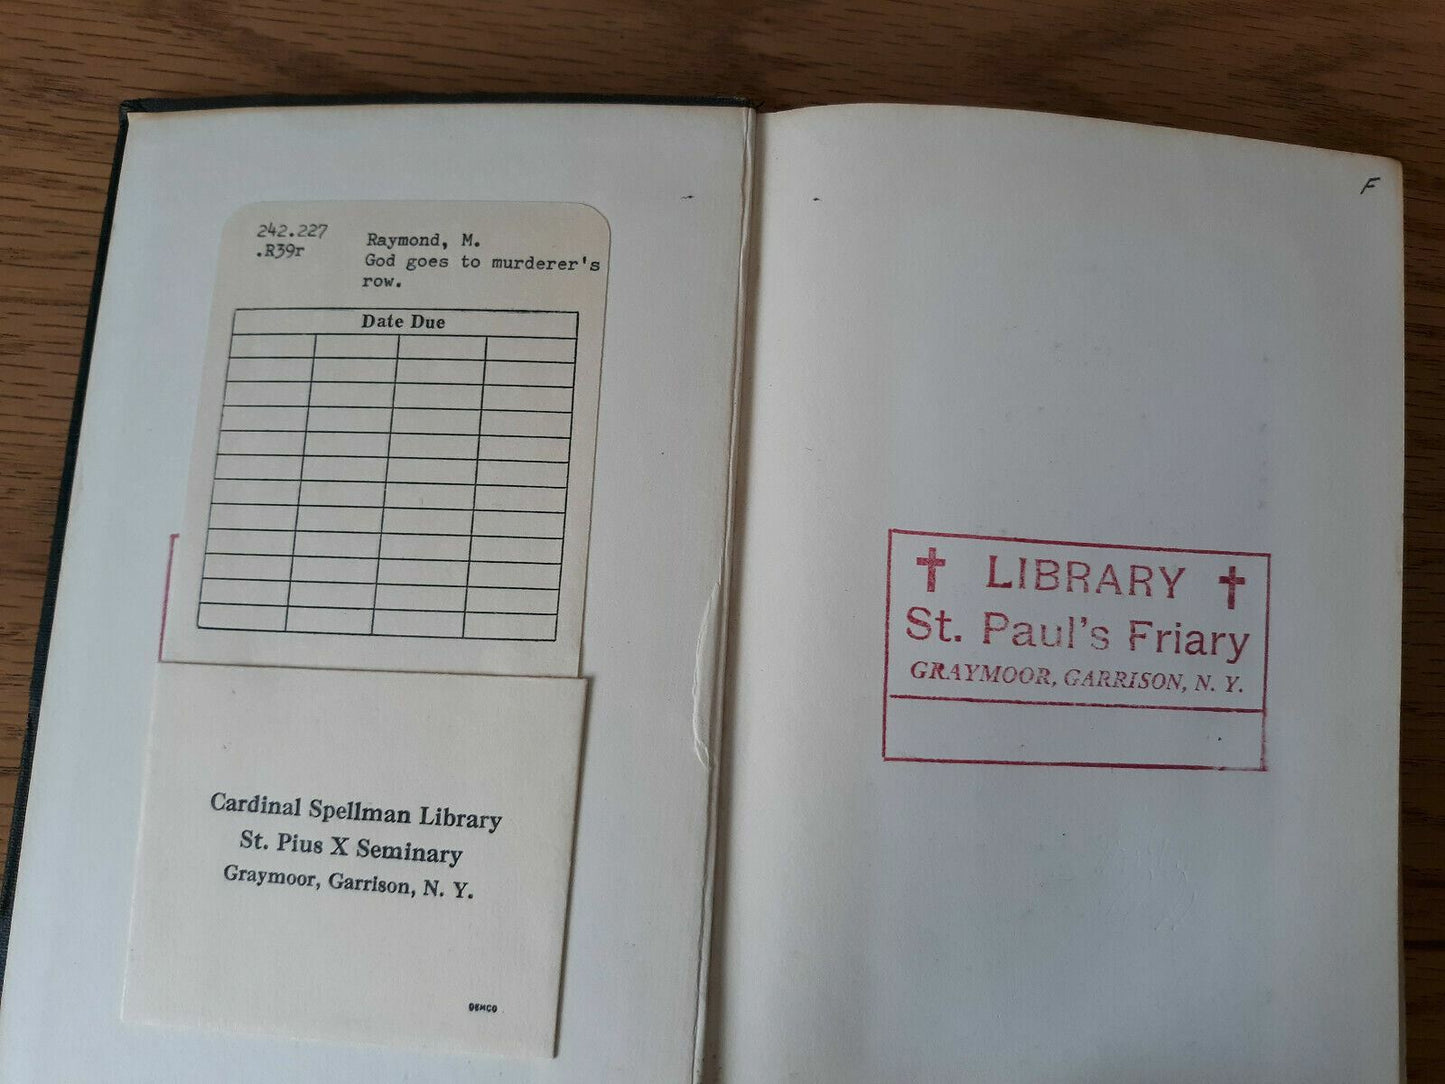 242.227
.R39r
Raymond, M.
God goes to murderer's
row.
Date Due
Cardinal Spellman Library
St. Pius X Seminary
Graymoor, Garrison, N. Y.
DEMCO
F
✝ LIBRARY ✝
St. Paul's Friary
GRAYMOOR, GARRISON, N. Y.